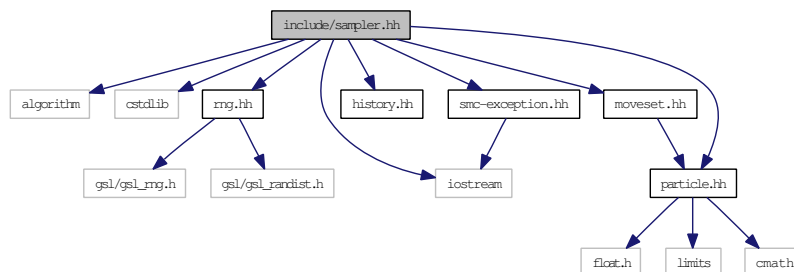 include/sampler.hh
algorithm
cstdlib
rng.hh
history.hh
smc-exception.hh
moveset.hh
gsl/gsl_rng.h
gsl/gsl_randist.h
iostream
particle.hh
float.h
limits
cmath